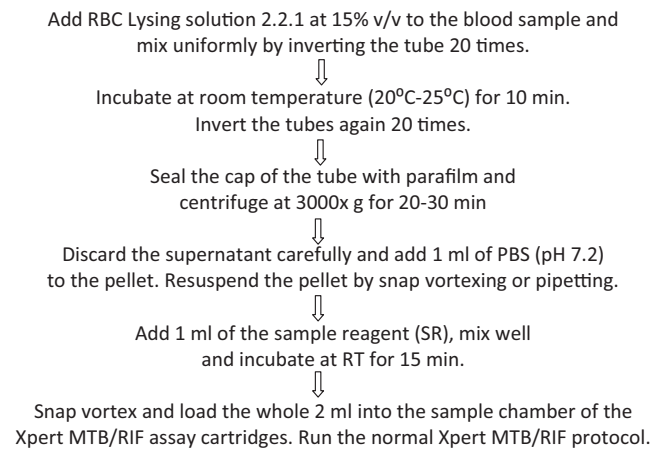 Add RBC Lysing solution 2.2.1 at 15% v/v to the blood sample and
mix uniformly by inverting the tube 20 times.
Incubate at room temperature (20⁰C-25⁰C) for 10 min.
Invert the tubes again 20 times.
Seal the cap of the tube with parafilm and
centrifuge at 3000x g for 20-30 min
Discard the supernatant carefully and add 1 ml of PBS (pH 7.2)
to the pellet. Resuspend the pellet by snap vortexing or pipetting.
Add 1 ml of the sample reagent (SR), mix well
and incubate at RT for 15 min.
Snap vortex and load the whole 2 ml into the sample chamber of the
Xpert MTB/RIF assay cartridges. Run the normal Xpert MTB/RIF protocol.